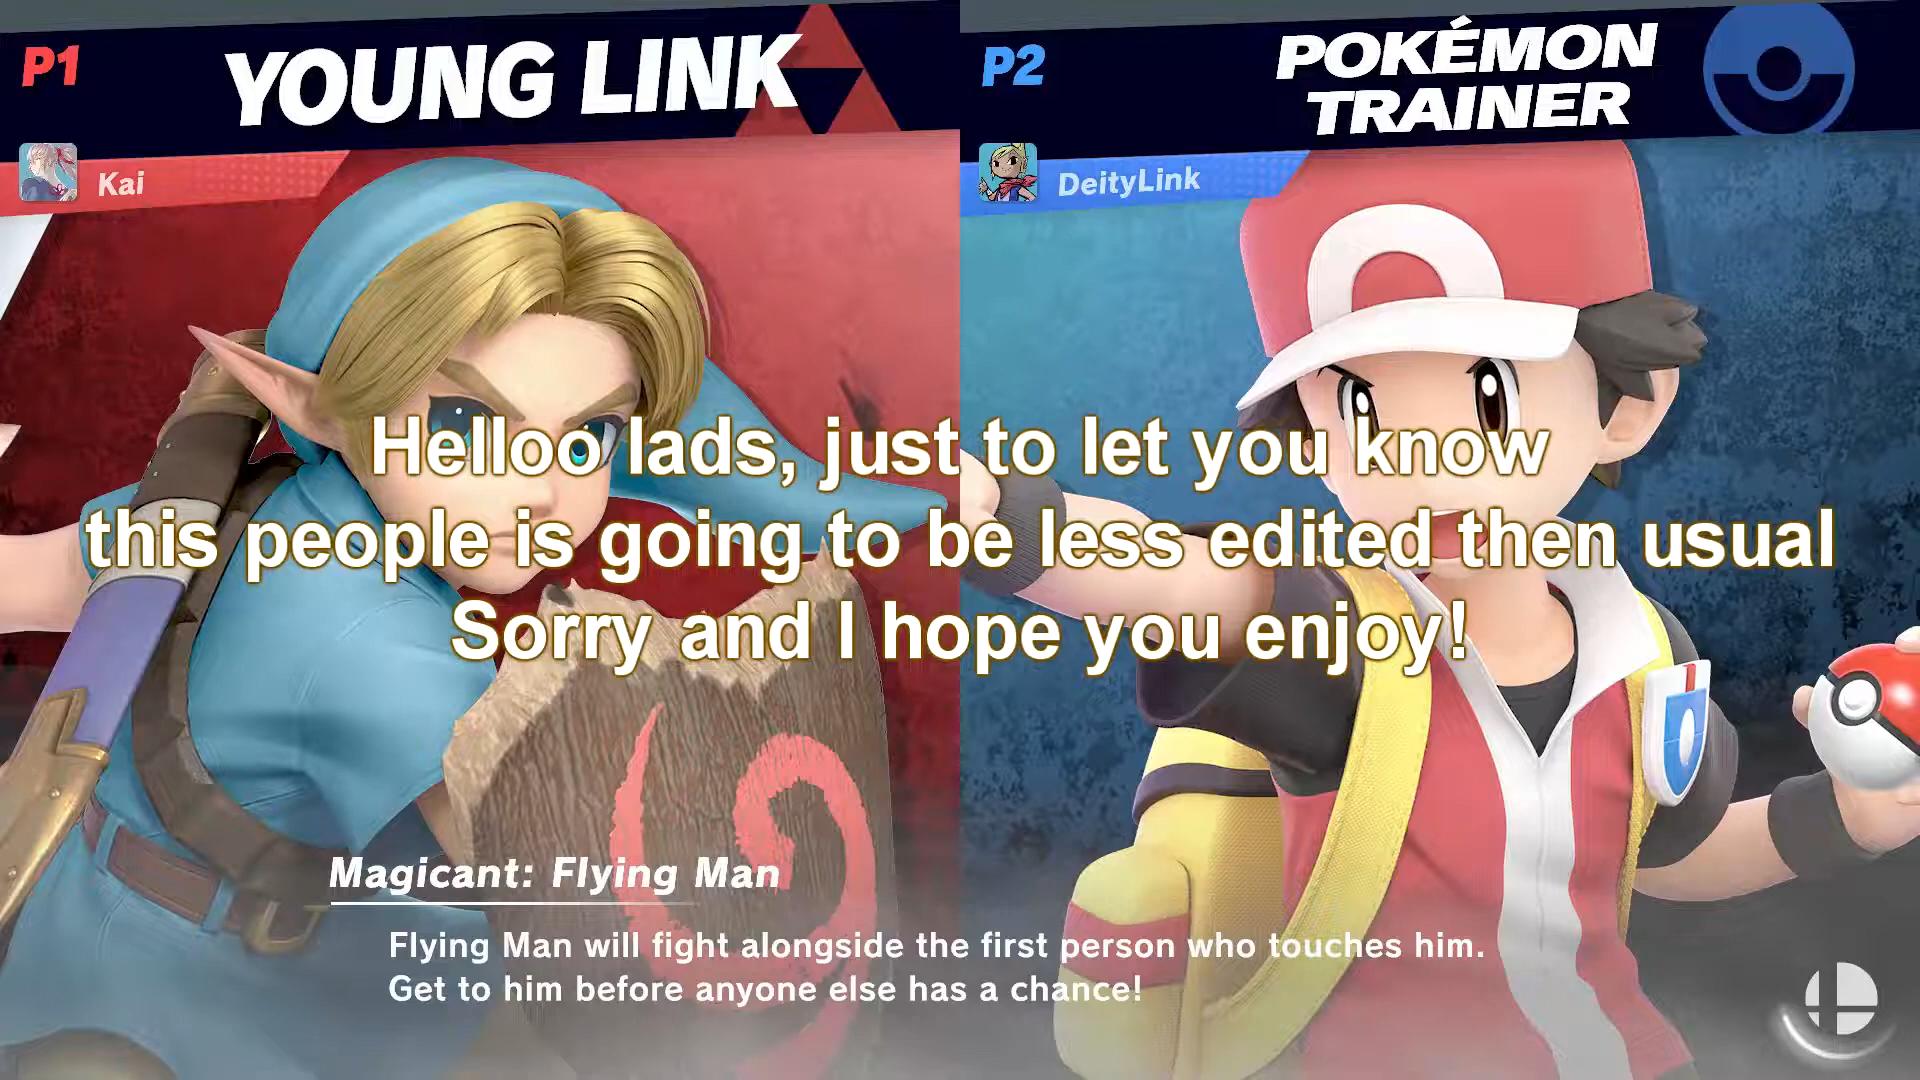 P1
YOUNG LINK
Kai
P2
POKÉMON
TRAINER
DeityLink
Helloo lads, just to let you know
this people is going to be less edited then usual
Sorry and I hope you enjoy!
Magicant: Flying Man
Flying Man will fight alongside the first person who touches him.
Get to him before anyone else has a chance!